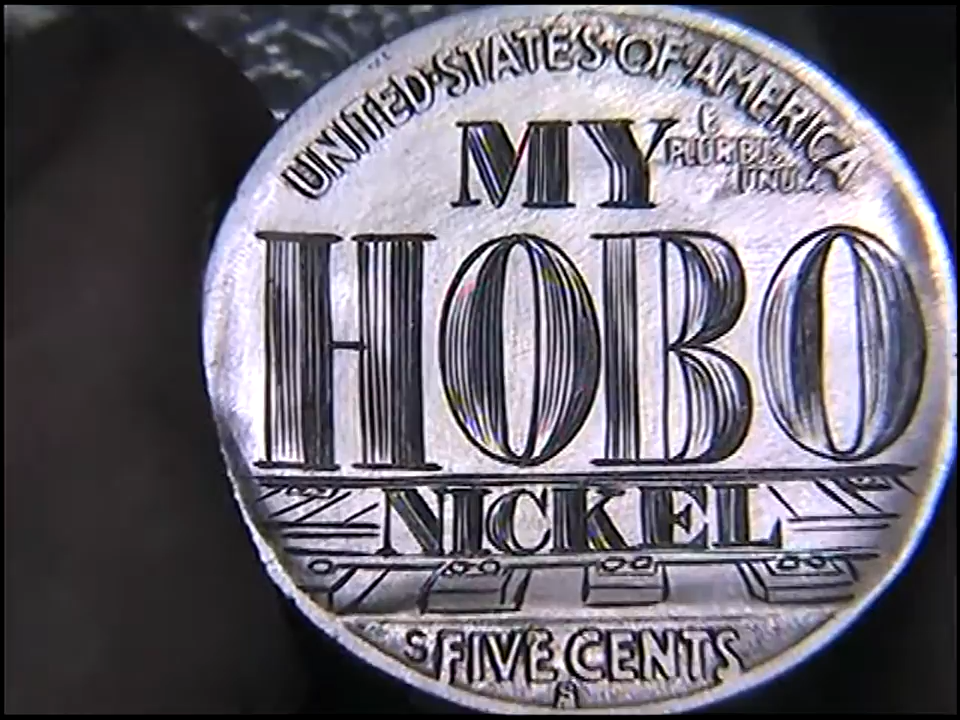 UNITED·STATES·OF·AMERICA
E
PLURIBUS
UNUM
MY
HOBO
NICKEL
S FIVE CENTS
S